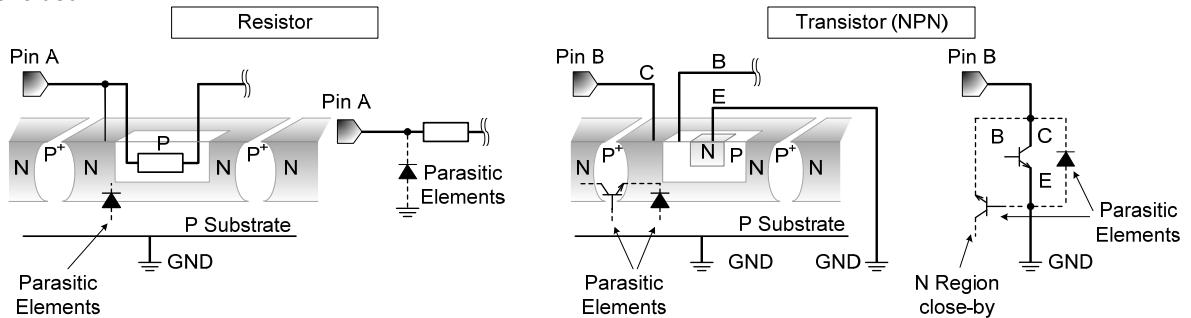 Resistor
Transistor (NPN)
Pin A
Pin B
C
B
E
Pin B
Pin A
B
C
E
N
P+
N
P
P+
N
N
P+
N
N
P
P+
N
Parasitic
Elements
P Substrate
P Substrate
Parasitic
Elements
GND
GND
GND
GND
Parasitic
Elements
Parasitic
Elements
N Region
close-by